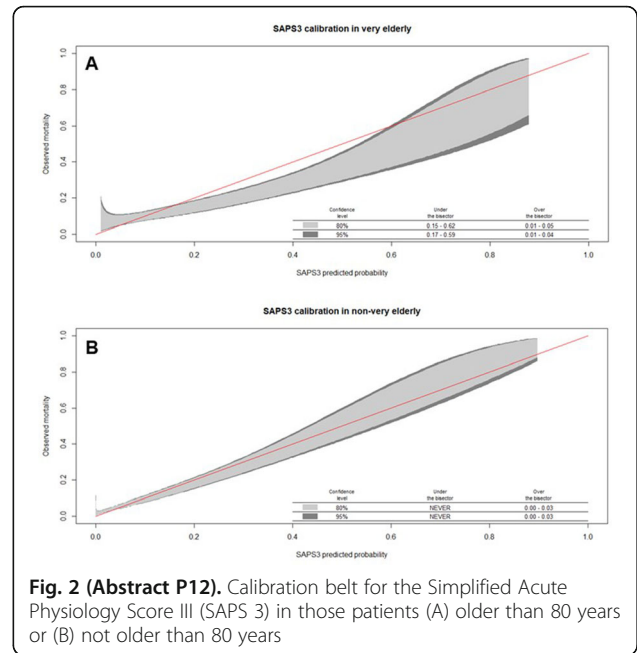 SAPS3 calibration in very elderly
A
Observed mortality
1.0
0.8
0.6
0.4
0.2
0.0
Confidence level Under the bisector Over the bisector
80% 0.15 - 0.62 0.01 - 0.05
95% 0.17 - 0.59 0.01 - 0.04
0.0 0.2 0.4 0.6 0.8 1.0
SAPS3 predicted probability
SAPS3 calibration in non-very elderly
B
Observed mortality
1.0
0.8
0.6
0.4
0.2
0.0
Confidence level Under the bisector Over the bisector
80% NEVER 0.00 - 0.03
95% NEVER 0.00 - 0.03
0.0 0.2 0.4 0.6 0.8 1.0
SAPS3 predicted probability
Fig. 2 (Abstract P12). Calibration belt for the Simplified Acute
Physiology Score III (SAPS 3) in those patients (A) older than 80 years
or (B) not older than 80 years